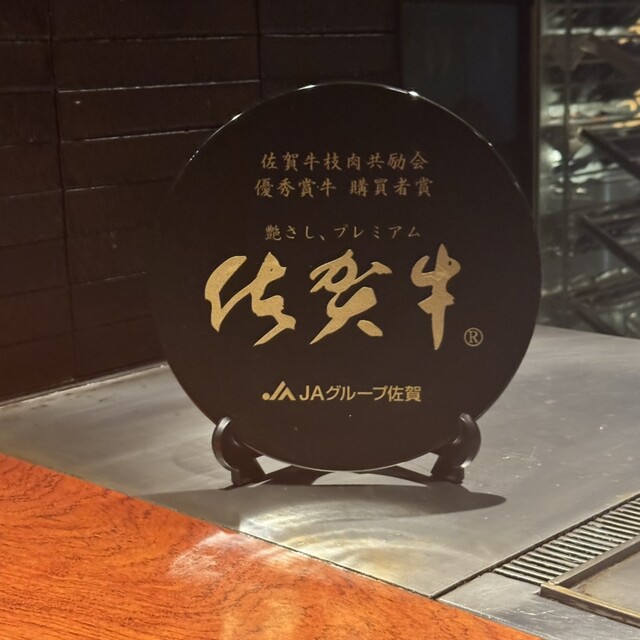 佐賀牛枝肉共励会
優秀賞牛 購買者賞
艶さし、プレミアム
佐賀牛®
JAグループ佐賀